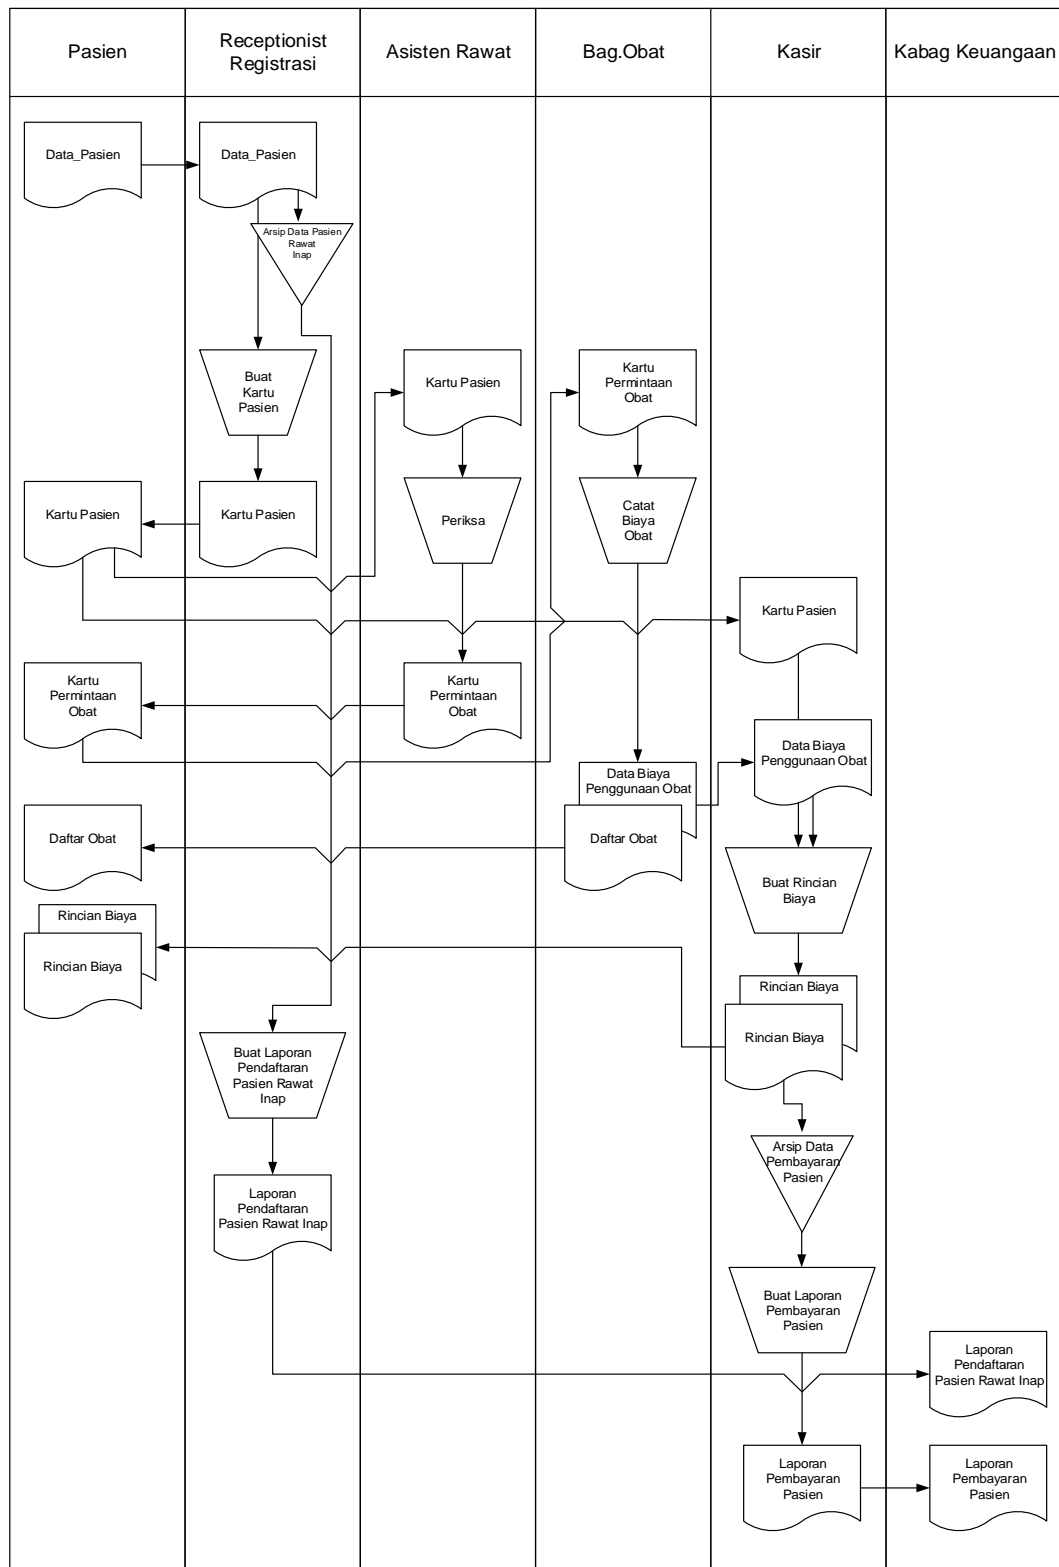 Pasien
Receptionist
Registrasi
Asisten Rawat
Bag.Obat
Kasir
Kabag Keuangaan
Data_Pasien
Data_Pasien
Arsip Data Pasien
Rawat
Inap
Buat
Kartu
Pasien
Kartu Pasien
Kartu
Permintaan
Obat
Kartu Pasien
Kartu Pasien
Periksa
Catat
Biaya
Obat
Kartu Pasien
Kartu
Permintaan
Obat
Kartu
Permintaan
Obat
Data Biaya
Penggunaan Obat
Data Biaya
Penggunaan Obat
Daftar Obat
Daftar Obat
Buat Rincian
Biaya
Rincian Biaya
Rincian Biaya
Rincian Biaya
Rincian Biaya
Buat Laporan
Pendaftaran
Pasien Rawat
Inap
Arsip Data
Pembayaran
Pasien
Laporan
Pendaftaran
Pasien Rawat Inap
Buat Laporan
Pembayaran
Pasien
Laporan
Pendaftaran
Pasien Rawat Inap
Laporan
Pembayaran
Pasien
Laporan
Pembayaran
Pasien